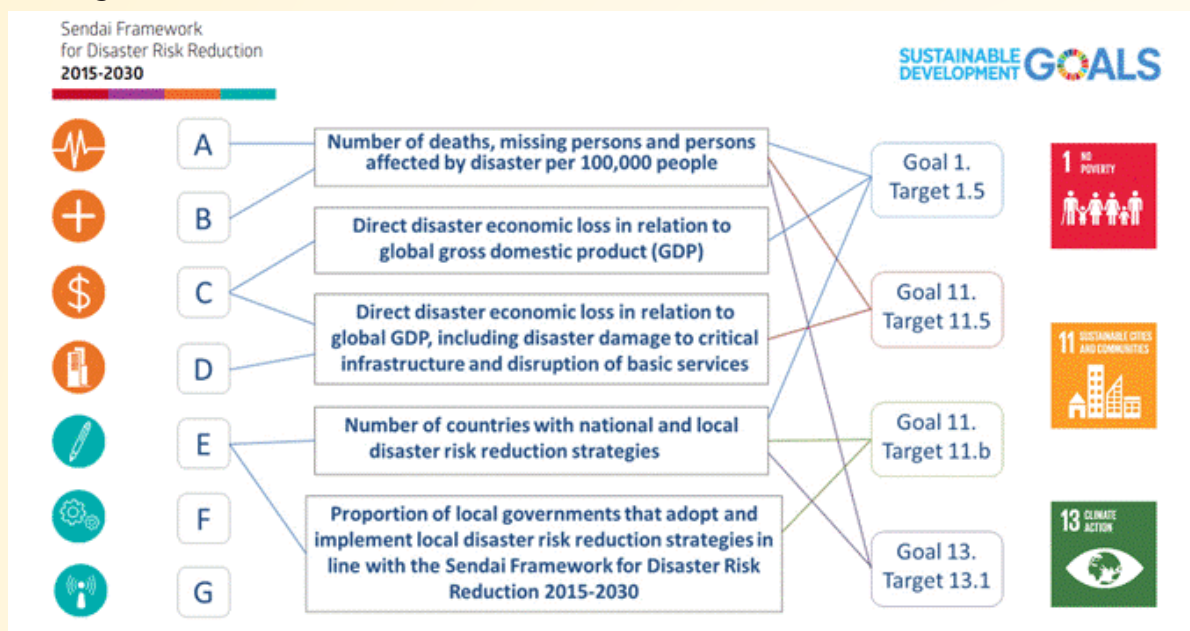 Sendai Framework
for Disaster Risk Reduction
2015-2030
SUSTAINABLE
DEVELOPMENT
GOALS
A
B
C
D
E
F
G
Number of deaths, missing persons and persons
affected by disaster per 100,000 people
Direct disaster economic loss in relation to
global gross domestic product (GDP)
Direct disaster economic loss in relation to
global GDP, including disaster damage to critical
infrastructure and disruption of basic services
Number of countries with national and local
disaster risk reduction strategies
Proportion of local governments that adopt and
implement local disaster risk reduction strategies in
line with the Sendai Framework for Disaster Risk
Reduction 2015-2030
Goal 1.
Target 1.5
Goal 11.
Target 11.5
Goal 11.
Target 11.b
Goal 13.
Target 13.1
1 NO
POVERTY
11 SUSTAINABLE CITIES
AND COMMUNITIES
13 CLIMATE
ACTION